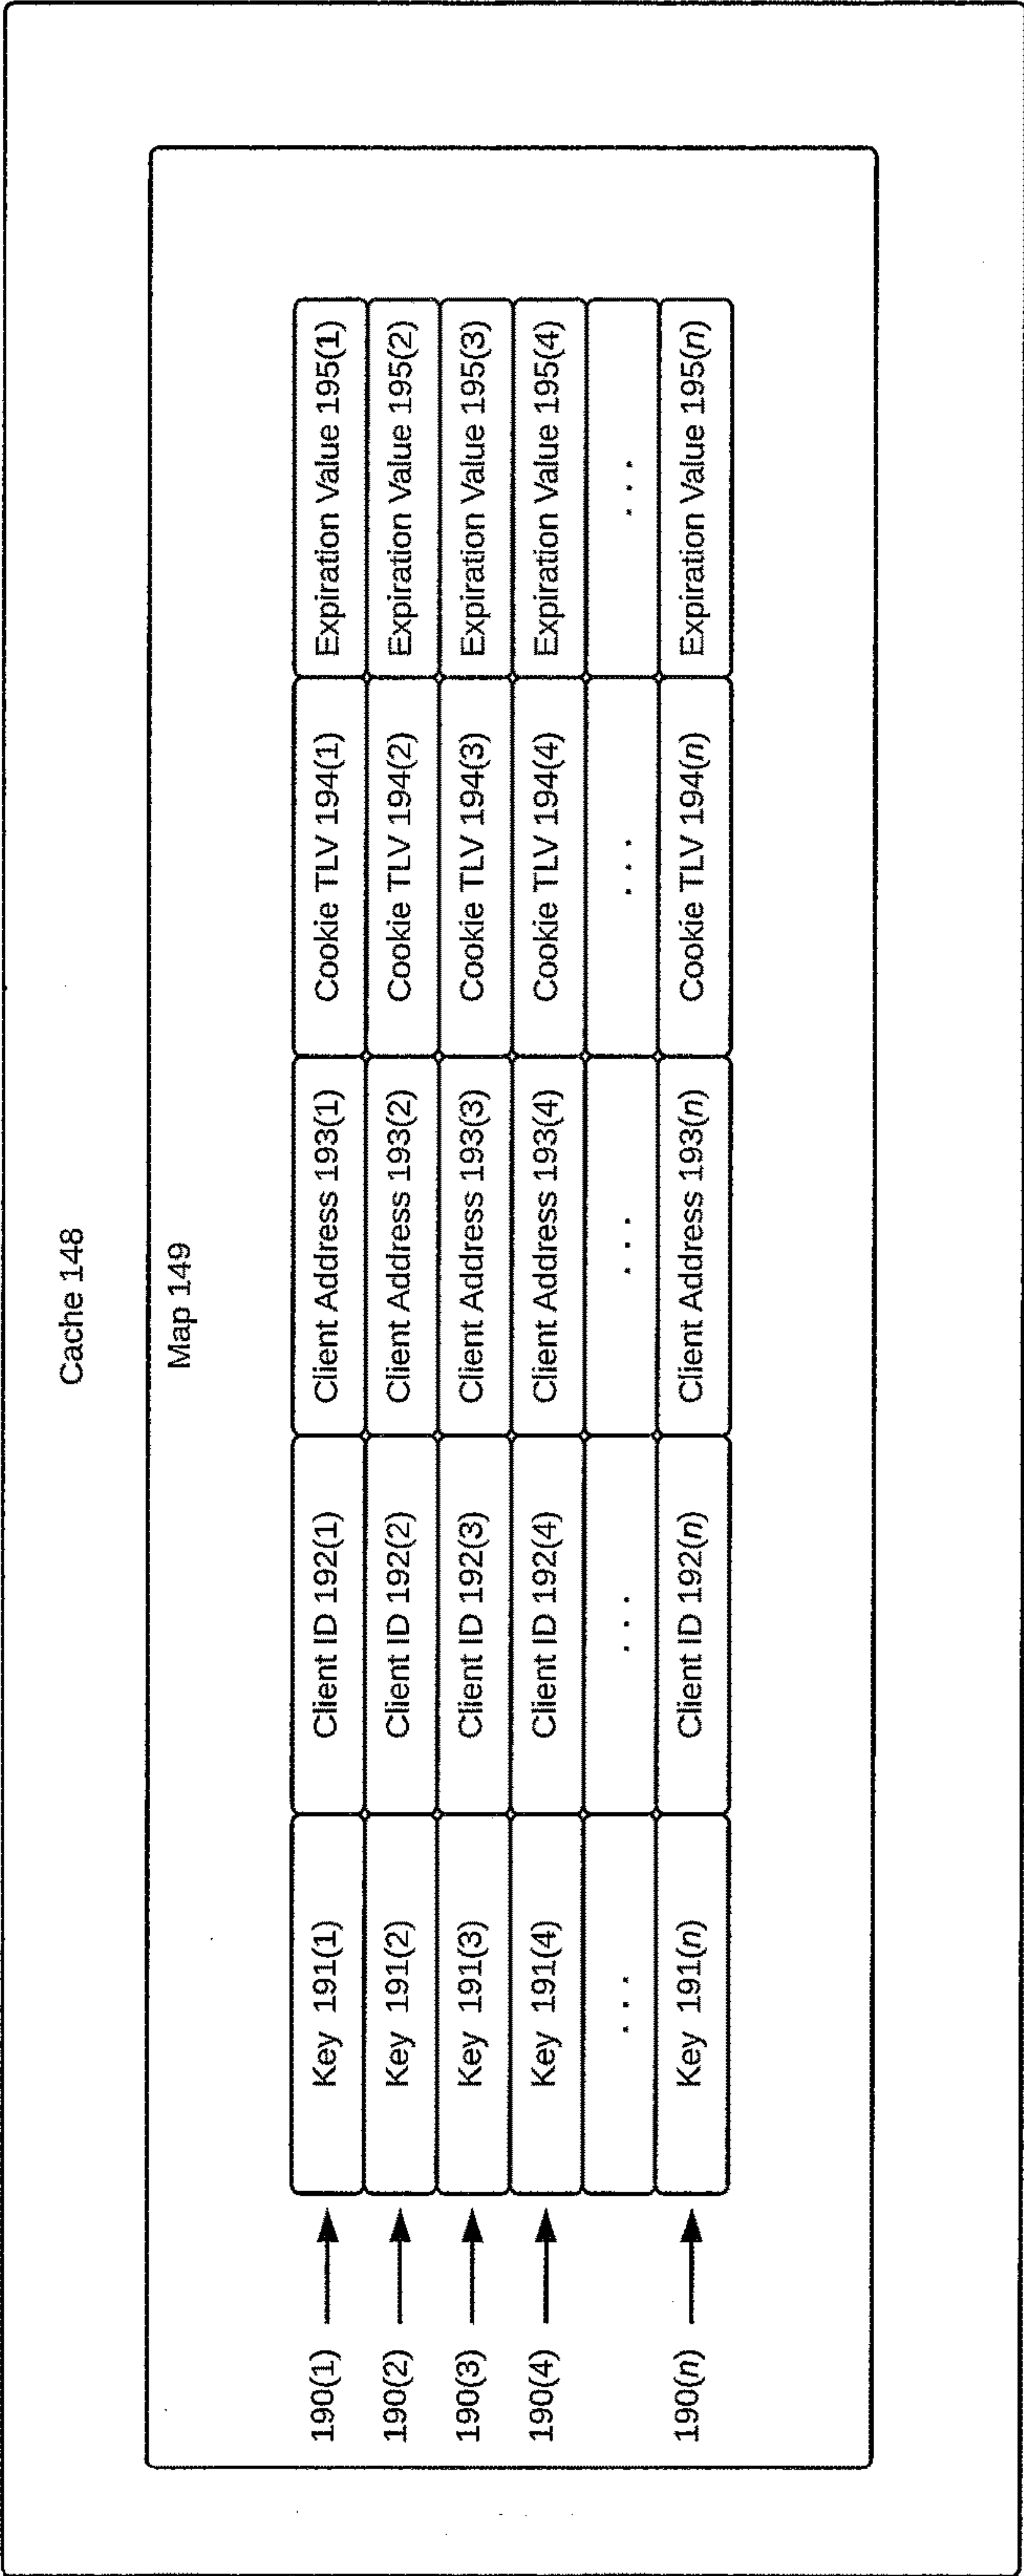 Cache 148
Map 149
190(1) Key 191(1) Client ID 192(1) Client Address 193(1) Cookie TLV 194(1) Expiration Value 195(1)
190(2) Key 191(2) Client ID 192(2) Client Address 193(2) Cookie TLV 194(2) Expiration Value 195(2)
190(3) Key 191(3) Client ID 192(3) Client Address 193(3) Cookie TLV 194(3) Expiration Value 195(3)
190(4) Key 191(4) Client ID 192(4) Client Address 193(4) Cookie TLV 194(4) Expiration Value 195(4)
... ... ... ... ...
190(n) Key 191(n) Client ID 192(n) Client Address 193(n) Cookie TLV 194(n) Expiration Value 195(n)